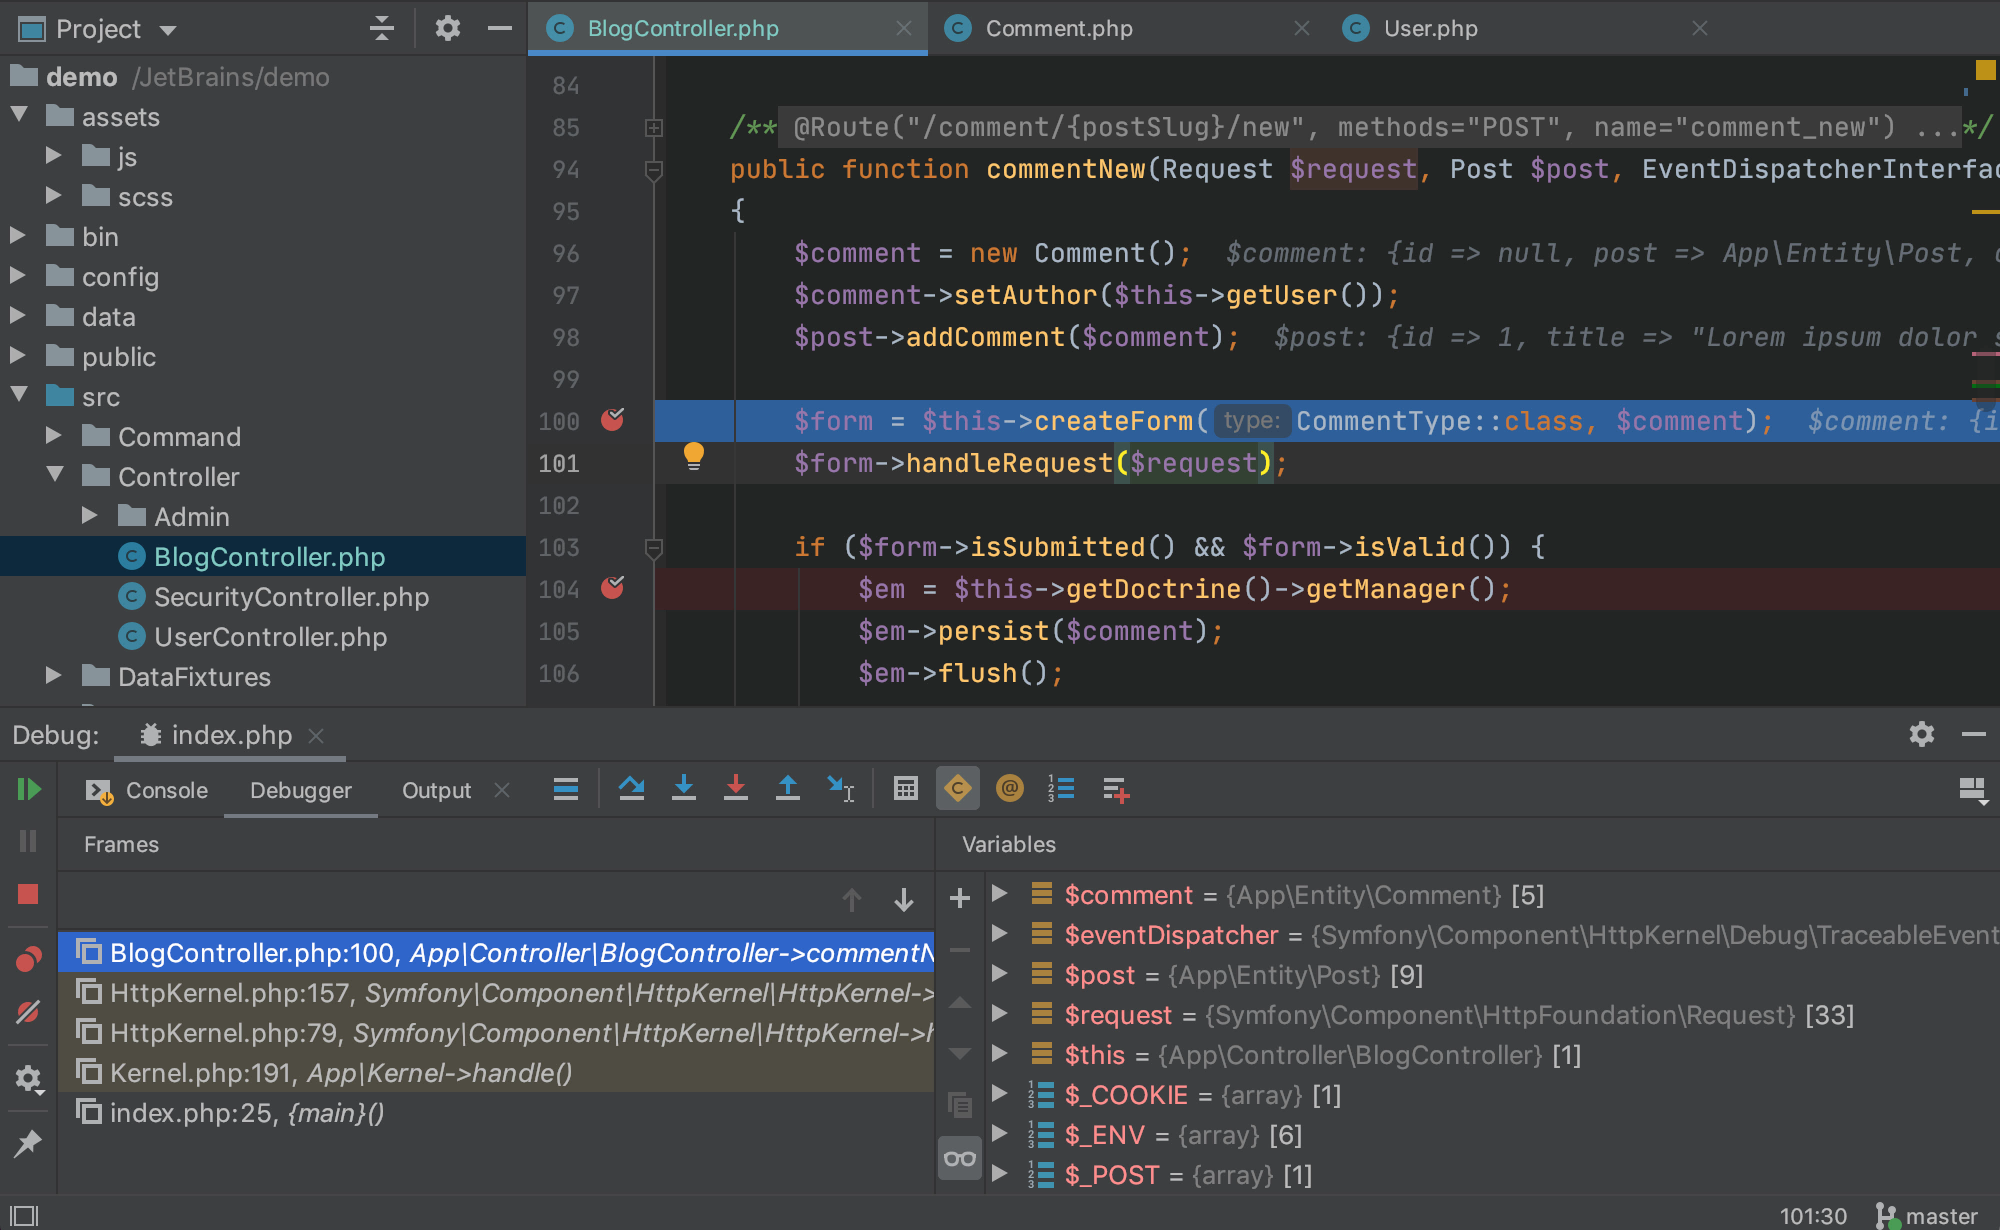 Project
BlogController.php
Comment.php
User.php
demo /JetBrains/demo
assets
js
scss
bin
config
data
public
src
Command
Controller
Admin
BlogController.php
SecurityController.php
UserController.php
DataFixtures
84
85 /** @Route("/comment/{postSlug}/new", methods="POST", name="comment_new") ...*/
94 public function commentNew(Request $request, Post $post, EventDispatcherInterfac
95 {
96 $comment = new Comment(); $comment: {id => null, post => App\Entity\Post, c
97 $comment->setAuthor($this->getUser());
98 $post->addComment($comment); $post: {id => 1, title => "Lorem ipsum dolor s
99
100 $form = $this->createForm( type: CommentType::class, $comment); $comment: {i
101 $form->handleRequest($request);
102
103 if ($form->isSubmitted() && $form->isValid()) {
104 $em = $this->getDoctrine()->getManager();
105 $em->persist($comment);
106 $em->flush();
Debug: index.php
Console Debugger Output
Frames
BlogController.php:100, App\Controller\BlogController->commentN
HttpKernel.php:157, Symfony\Component\HttpKernel\HttpKernel->
HttpKernel.php:79, Symfony\Component\HttpKernel\HttpKernel->h
Kernel.php:191, App\Kernel->handle()
index.php:25, {main}()
Variables
$comment = {App\Entity\Comment} [5]
$eventDispatcher = {Symfony\Component\HttpKernel\Debug\TraceableEvent
$post = {App\Entity\Post} [9]
$request = {Symfony\Component\HttpFoundation\Request} [33]
$this = {App\Controller\BlogController} [1]
$_COOKIE = {array} [1]
$_ENV = {array} [6]
$_POST = {array} [1]
101:30 master